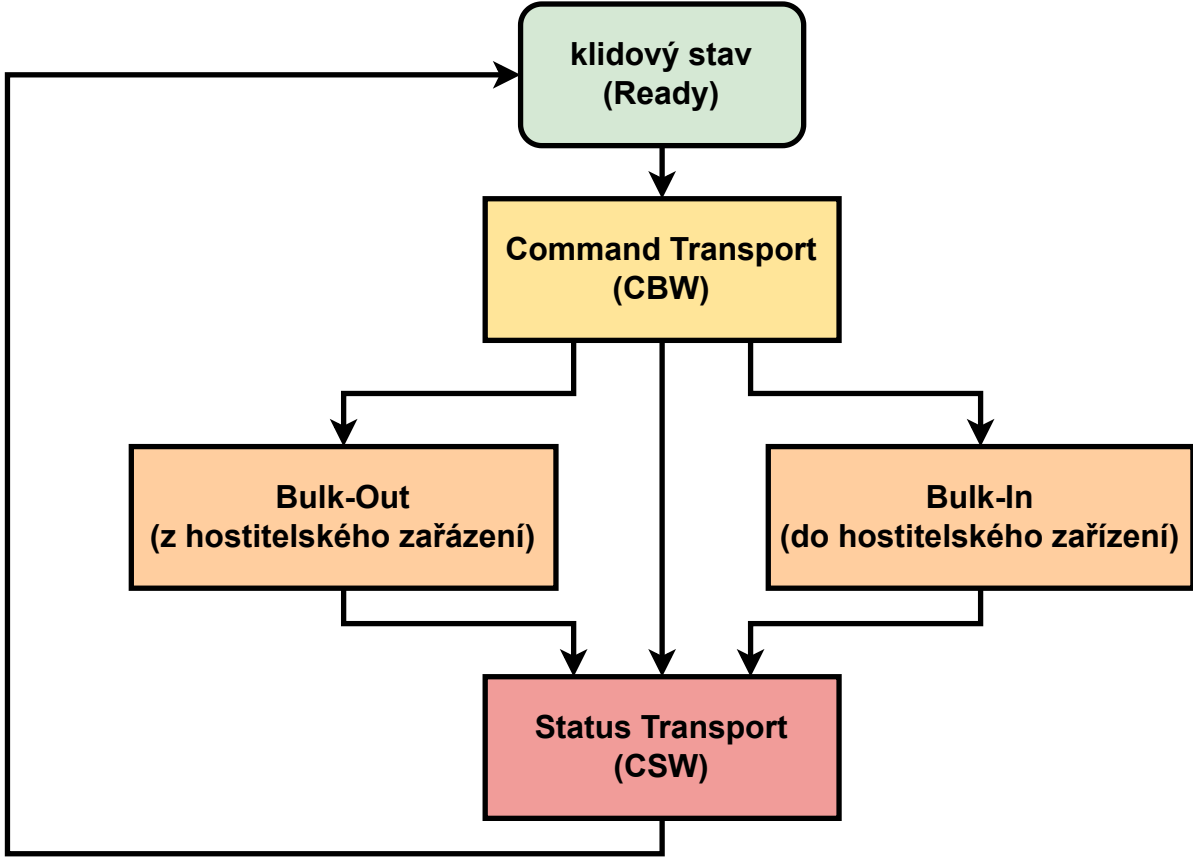 klidový stav
(Ready)
Command Transport
(CBW)
Bulk-Out
(z hostitelského zařázení)
Bulk-In
(do hostitelského zařízení)
Status Transport
(CSW)